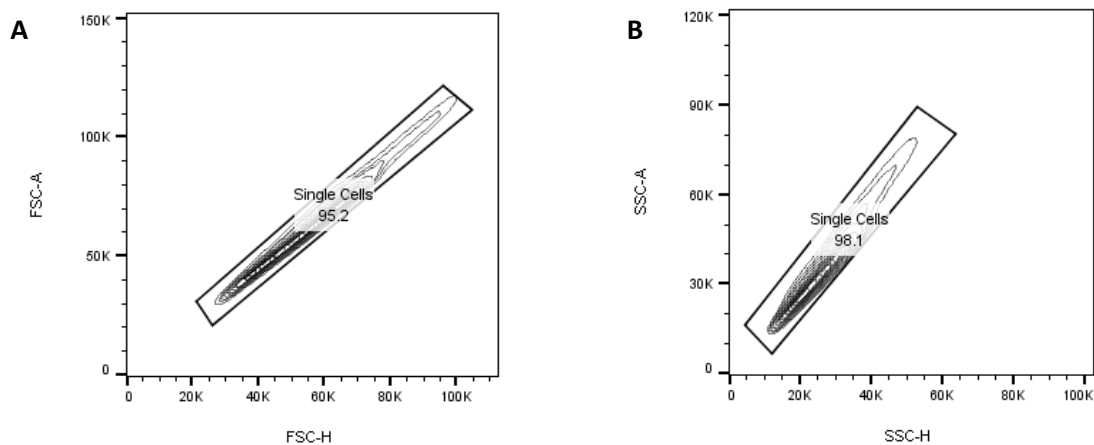 A
150K
100K
50K
0
FSC-A
Single Cells
95.2
0 20K 40K 60K 80K 100K
FSC-H
B
120K
90K
60K
30K
0
SSC-A
Single Cells
98.1
0 20K 40K 60K 80K 100K
SSC-H